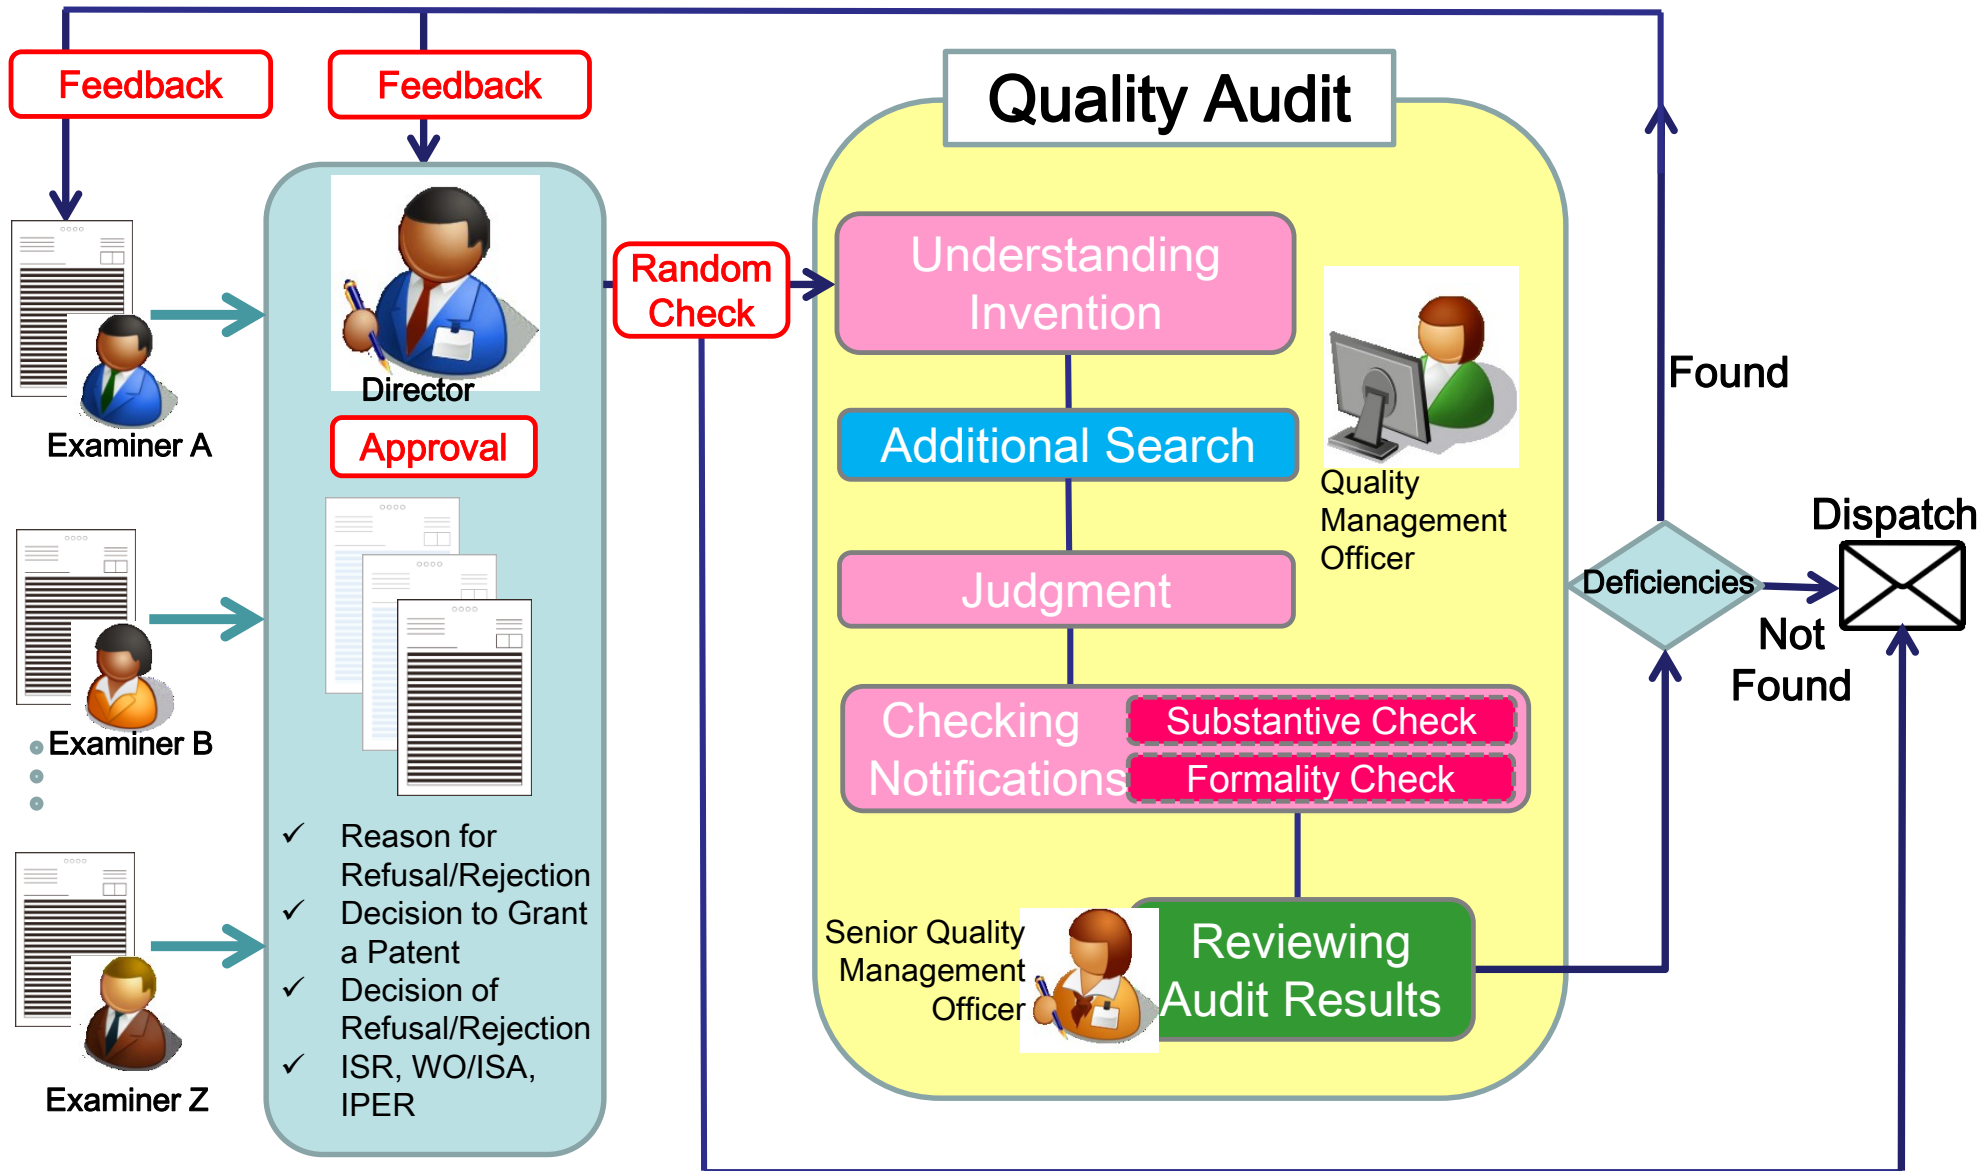 Feedback
Feedback
Quality Audit
Examiner A
Examiner B
Examiner Z
Director
Approval
✓ Reason for
Refusal/Rejection
✓ Decision to Grant
a Patent
✓ Decision of
Refusal/Rejection
✓ ISR, WO/ISA,
IPER
Random
Check
Understanding
Invention
Additional Search
Judgment
Checking
Notifications
Substantive Check
Formality Check
Quality
Management
Officer
Senior Quality
Management
Officer
Reviewing
Audit Results
Deficiencies
Found
Not
Found
Dispatch